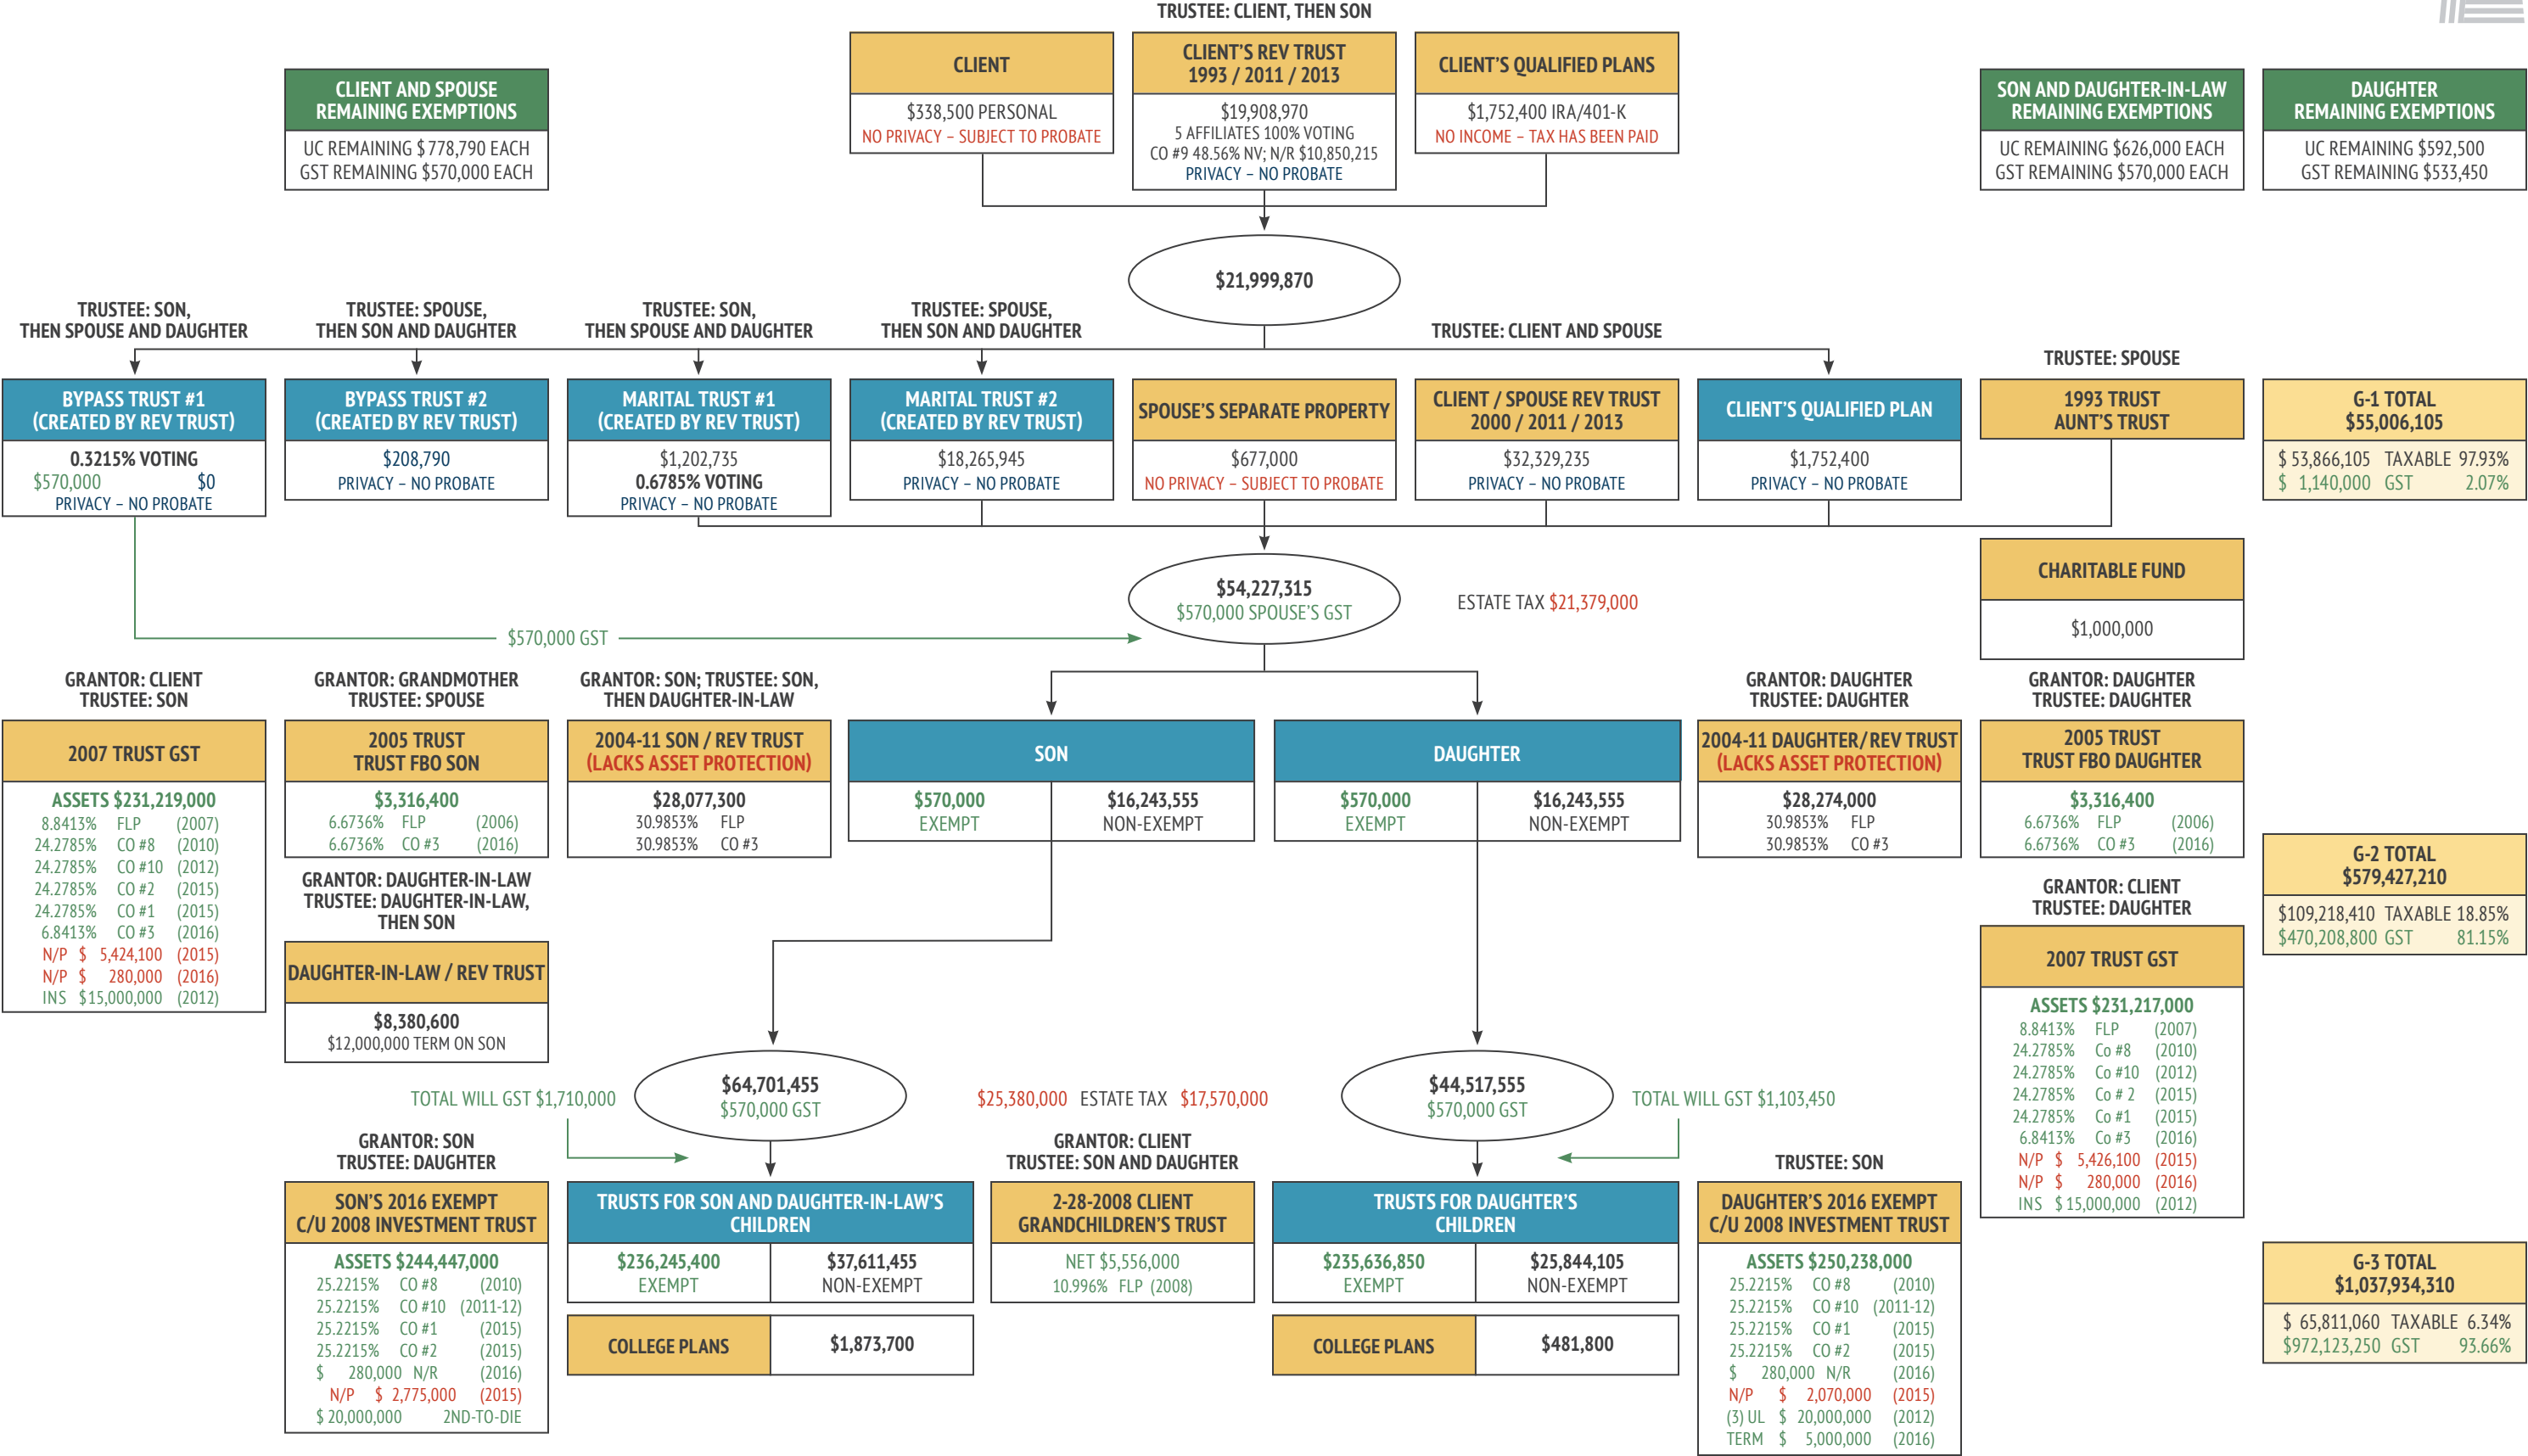 TRUSTEE: CLIENT, THEN SON
CLIENT AND SPOUSE
REMAINING EXEMPTIONS
UC REMAINING $778,790 EACH
GST REMAINING $570,000 EACH
CLIENT
$338,500 PERSONAL
NO PRIVACY – SUBJECT TO PROBATE
CLIENT'S REV TRUST
1993 / 2011 / 2013
$19,908,970
5 AFFILIATES 100% VOTING
CO #9 48.56% NV; N/R $10,850,215
PRIVACY – NO PROBATE
CLIENT'S QUALIFIED PLANS
$1,752,400 IRA/401-K
NO INCOME – TAX HAS BEEN PAID
SON AND DAUGHTER-IN-LAW
REMAINING EXEMPTIONS
UC REMAINING $626,000 EACH
GST REMAINING $570,000 EACH
DAUGHTER
REMAINING EXEMPTIONS
UC REMAINING $592,500
GST REMAINING $533,450
$21,999,870
TRUSTEE: SON,
THEN SPOUSE AND DAUGHTER
BYPASS TRUST #1
(CREATED BY REV TRUST)
0.3215% VOTING
$570,000 $0
PRIVACY – NO PROBATE
TRUSTEE: SPOUSE,
THEN SON AND DAUGHTER
BYPASS TRUST #2
(CREATED BY REV TRUST)
$208,790
PRIVACY – NO PROBATE
TRUSTEE: SON,
THEN SPOUSE AND DAUGHTER
MARITAL TRUST #1
(CREATED BY REV TRUST)
$1,202,735
0.6785% VOTING
PRIVACY – NO PROBATE
TRUSTEE: SPOUSE,
THEN SON AND DAUGHTER
MARITAL TRUST #2
(CREATED BY REV TRUST)
$18,265,945
PRIVACY – NO PROBATE
SPOUSE'S SEPARATE PROPERTY
$677,000
NO PRIVACY – SUBJECT TO PROBATE
TRUSTEE: CLIENT AND SPOUSE
CLIENT / SPOUSE REV TRUST
2000 / 2011 / 2013
$32,329,235
PRIVACY – NO PROBATE
CLIENT'S QUALIFIED PLAN
$1,752,400
PRIVACY – NO PROBATE
TRUSTEE: SPOUSE
1993 TRUST
AUNT'S TRUST
G-1 TOTAL
$55,006,105
$ 53,866,105 TAXABLE 97.93%
$ 1,140,000 GST 2.07%
$54,227,315
$570,000 SPOUSE'S GST
ESTATE TAX $21,379,000
$570,000 GST
CHARITABLE FUND
$1,000,000
GRANTOR: CLIENT
TRUSTEE: SON
2007 TRUST GST
ASSETS $231,219,000
8.8413% FLP (2007)
24.2785% CO #8 (2010)
24.2785% CO #10 (2012)
24.2785% CO #2 (2015)
24.2785% CO #1 (2015)
6.8413% CO #3 (2016)
N/P $ 5,424,100 (2015)
N/P $ 280,000 (2016)
INS $15,000,000 (2012)
GRANTOR: GRANDMOTHER
TRUSTEE: SPOUSE
2005 TRUST
TRUST FBO SON
$3,316,400
6.6736% FLP (2006)
6.6736% CO #3 (2016)
GRANTOR: SON; TRUSTEE: SON,
THEN DAUGHTER-IN-LAW
2004-11 SON / REV TRUST
(LACKS ASSET PROTECTION)
$28,077,300
30.9853% FLP
30.9853% CO #3
SON
$570,000
EXEMPT
$16,243,555
NON-EXEMPT
DAUGHTER
$570,000
EXEMPT
$16,243,555
NON-EXEMPT
GRANTOR: DAUGHTER
TRUSTEE: DAUGHTER
2004-11 DAUGHTER/ REV TRUST
(LACKS ASSET PROTECTION)
$28,274,000
30.9853% FLP
30.9853% CO #3
GRANTOR: DAUGHTER
TRUSTEE: DAUGHTER
2005 TRUST
TRUST FBO DAUGHTER
$3,316,400
6.6736% FLP (2006)
6.6736% CO #3 (2016)
G-2 TOTAL
$579,427,210
$109,218,410 TAXABLE 18.85%
$470,208,800 GST 81.15%
GRANTOR: DAUGHTER-IN-LAW
TRUSTEE: DAUGHTER-IN-LAW,
THEN SON
DAUGHTER-IN-LAW / REV TRUST
$8,380,600
$12,000,000 TERM ON SON
GRANTOR: CLIENT
TRUSTEE: DAUGHTER
2007 TRUST GST
ASSETS $231,217,000
8.8413% FLP (2007)
24.2785% Co #8 (2010)
24.2785% Co #10 (2012)
24.2785% Co # 2 (2015)
24.2785% Co #1 (2015)
6.8413% Co #3 (2016)
N/P $ 5,426,100 (2015)
N/P $ 280,000 (2016)
INS $ 15,000,000 (2012)
TOTAL WILL GST $1,710,000
$64,701,455
$570,000 GST
$25,380,000 ESTATE TAX $17,570,000
$44,517,555
$570,000 GST
TOTAL WILL GST $1,103,450
GRANTOR: SON
TRUSTEE: DAUGHTER
SON'S 2016 EXEMPT
C/U 2008 INVESTMENT TRUST
ASSETS $244,447,000
25.2215% CO #8 (2010)
25.2215% CO #10 (2011-12)
25.2215% CO #1 (2015)
25.2215% CO #2 (2015)
$ 280,000 N/R (2016)
N/P $ 2,775,000 (2015)
$ 20,000,000 2ND-TO-DIE
TRUSTS FOR SON AND DAUGHTER-IN-LAW'S
CHILDREN
$236,245,400
EXEMPT
$37,611,455
NON-EXEMPT
COLLEGE PLANS
$1,873,700
GRANTOR: CLIENT
TRUSTEE: SON AND DAUGHTER
2-28-2008 CLIENT
GRANDCHILDREN'S TRUST
NET $5,556,000
10.996% FLP (2008)
TRUSTS FOR DAUGHTER'S
CHILDREN
$235,636,850
EXEMPT
$25,844,105
NON-EXEMPT
COLLEGE PLANS
$481,800
TRUSTEE: SON
DAUGHTER'S 2016 EXEMPT
C/U 2008 INVESTMENT TRUST
ASSETS $250,238,000
25.2215% CO #8 (2010)
25.2215% CO #10 (2011-12)
25.2215% CO #1 (2015)
25.2215% CO #2 (2015)
$ 280,000 N/R (2016)
N/P $ 2,070,000 (2015)
(3) UL $ 20,000,000 (2012)
TERM $ 5,000,000 (2016)
G-3 TOTAL
$1,037,934,310
$ 65,811,060 TAXABLE 6.34%
$972,123,250 GST 93.66%